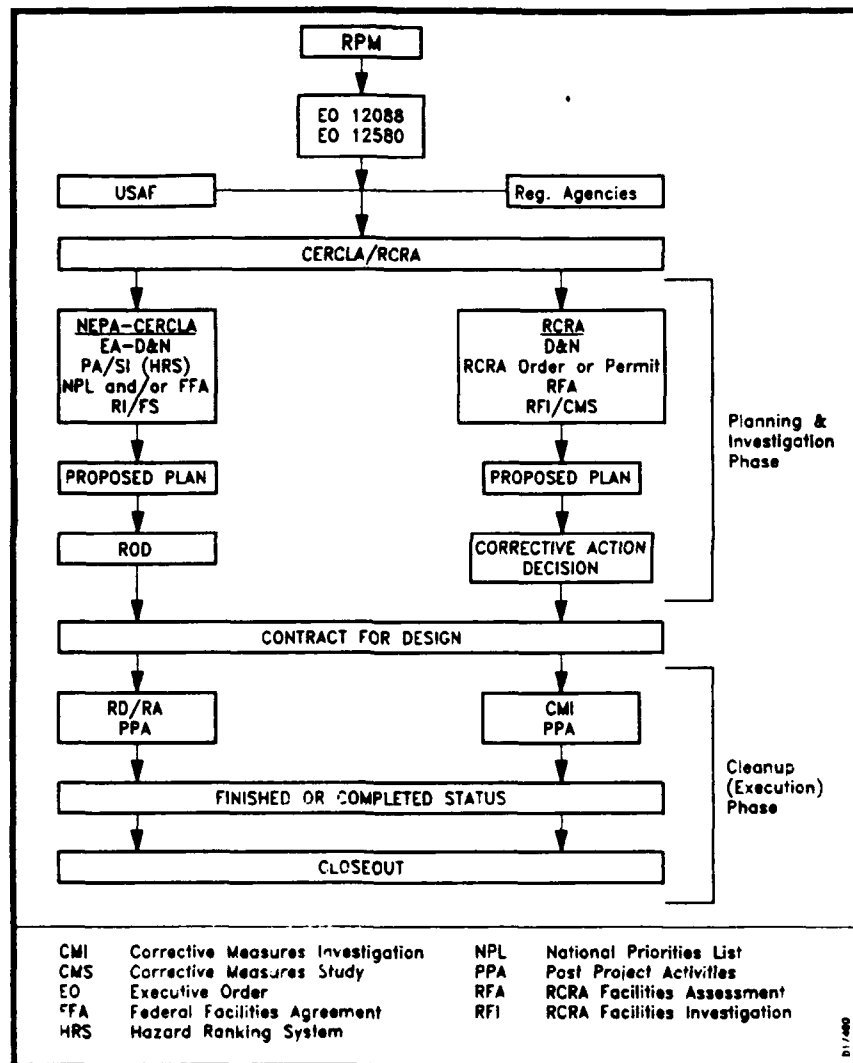 RPM
EO 12088
EO 12580
USAF
Reg. Agencies
CERCLA/RCRA
NEPA-CERCLA
EA-D&N
PA/SI (HRS)
NPL and/or FFA
RI/FS
RCRA
D&N
RCRA Order or Permit
RFA
RFI/CMS
Planning &
Investigation
Phase
PROPOSED PLAN
PROPOSED PLAN
ROD
CORRECTIVE ACTION
DECISION
CONTRACT FOR DESIGN
RD/RA
PPA
CMI
PPA
Cleanup
(Execution)
Phase
FINISHED OR COMPLETED STATUS
CLOSEOUT
CMI Corrective Measures Investigation
CMS Corrective Measures Study
EO Executive Order
FFA Federal Facilities Agreement
HRS Hazard Ranking System
NPL National Priorities List
PPA Post Project Activities
RFA RCRA Facilities Assessment
RFI RCRA Facilities Investigation